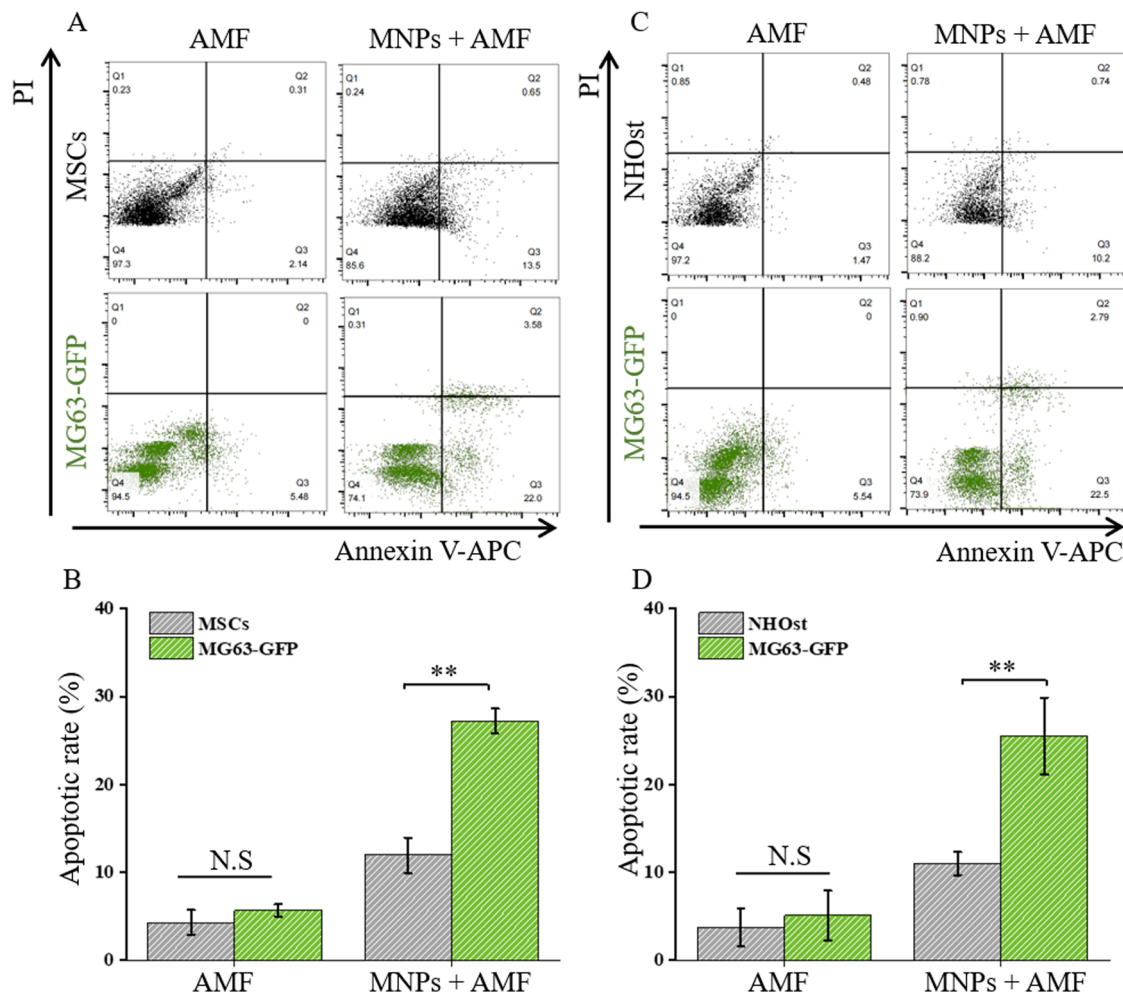 A
AMF
MNPs + AMF
PI
MSCs
Q1
0.23
Q2
0.31
Q4
97.3
Q3
2.14
Q1
0.24
Q2
0.65
Q4
85.6
Q3
13.5
MG63-GFP
Q1
0
Q2
0
Q4
94.5
Q3
5.48
Q1
0.31
Q2
3.58
Q4
74.1
Q3
22.0
Annexin V-APC
C
AMF
MNPs + AMF
PI
NHOst
Q1
0.85
Q2
0.48
Q4
97.2
Q3
1.47
Q1
0.78
Q2
0.74
Q4
88.2
Q3
10.2
MG63-GFP
Q1
0
Q2
0
Q4
94.5
Q3
5.54
Q1
0.90
Q2
2.79
Q4
73.9
Q3
22.5
Annexin V-APC
B
Apoptotic rate (%)
40
30
20
10
0
MSCs
MG63-GFP
N.S
**
AMF
MNPs + AMF
D
Apoptotic rate (%)
40
30
20
10
0
NHOst
MG63-GFP
N.S
**
AMF
MNPs + AMF